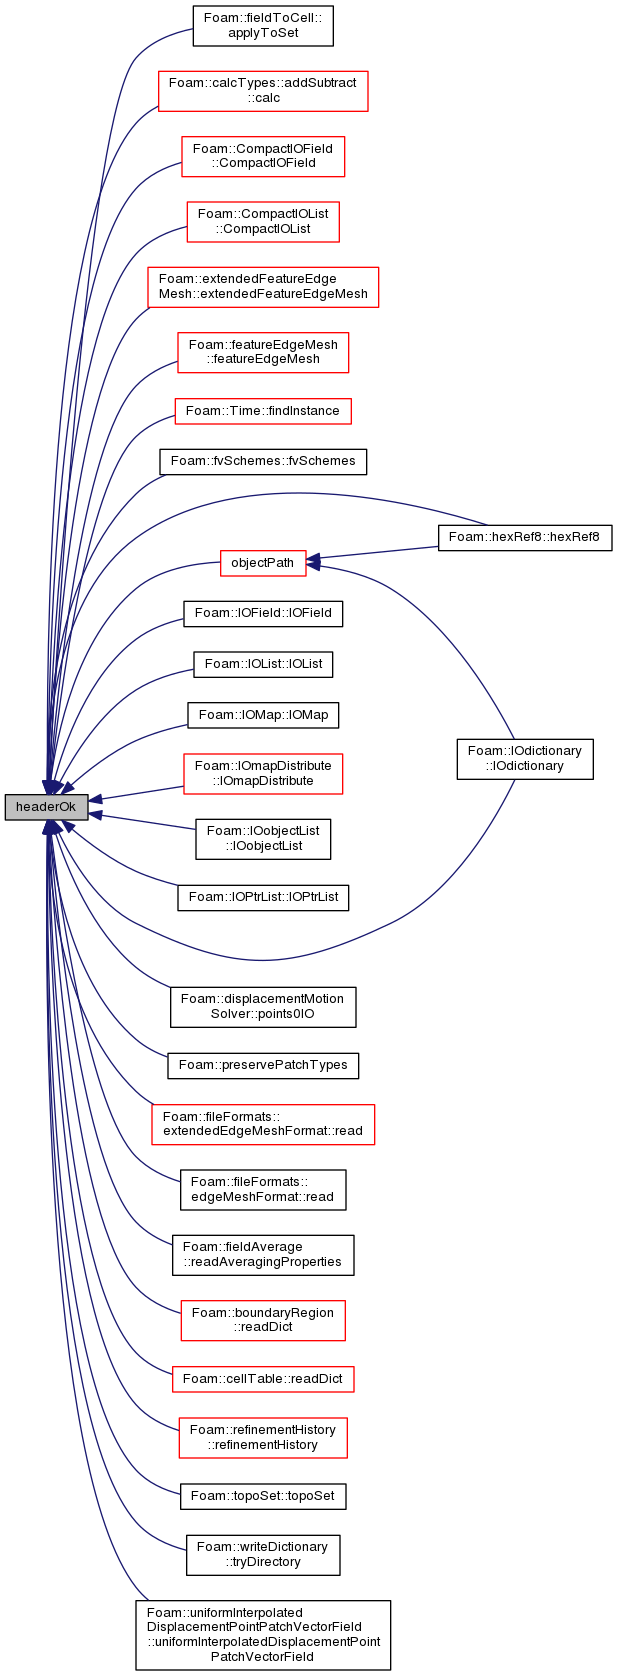 Foam::fieldToCell::
applyToSet
Foam::calcTypes::addSubtract
::calc
Foam::CompactIOField
::CompactIOField
Foam::CompactIOList
::CompactIOList
Foam::extendedFeatureEdge
Mesh::extendedFeatureEdgeMesh
Foam::featureEdgeMesh
::featureEdgeMesh
Foam::Time::findInstance
Foam::fvSchemes::fvSchemes
Foam::hexRef8::hexRef8
objectPath
Foam::IOField::IOField
Foam::IOList::IOList
Foam::IOMap::IOMap
Foam::IOdictionary
::IOdictionary
Foam::IOmapDistribute
::IOmapDistribute
headerOk
Foam::IOobjectList
::IOobjectList
Foam::IOPtrList::IOPtrList
Foam::displacementMotion
Solver::points0IO
Foam::preservePatchTypes
Foam::fileFormats::
extendedEdgeMeshFormat::read
Foam::fileFormats::
edgeMeshFormat::read
Foam::fieldAverage
::readAveragingProperties
Foam::boundaryRegion
::readDict
Foam::cellTable::readDict
Foam::refinementHistory
::refinementHistory
Foam::topoSet::topoSet
Foam::writeDictionary
::tryDirectory
Foam::uniformInterpolated
DisplacementPointPatchVectorField
::uniformInterpolatedDisplacementPoint
PatchVectorField